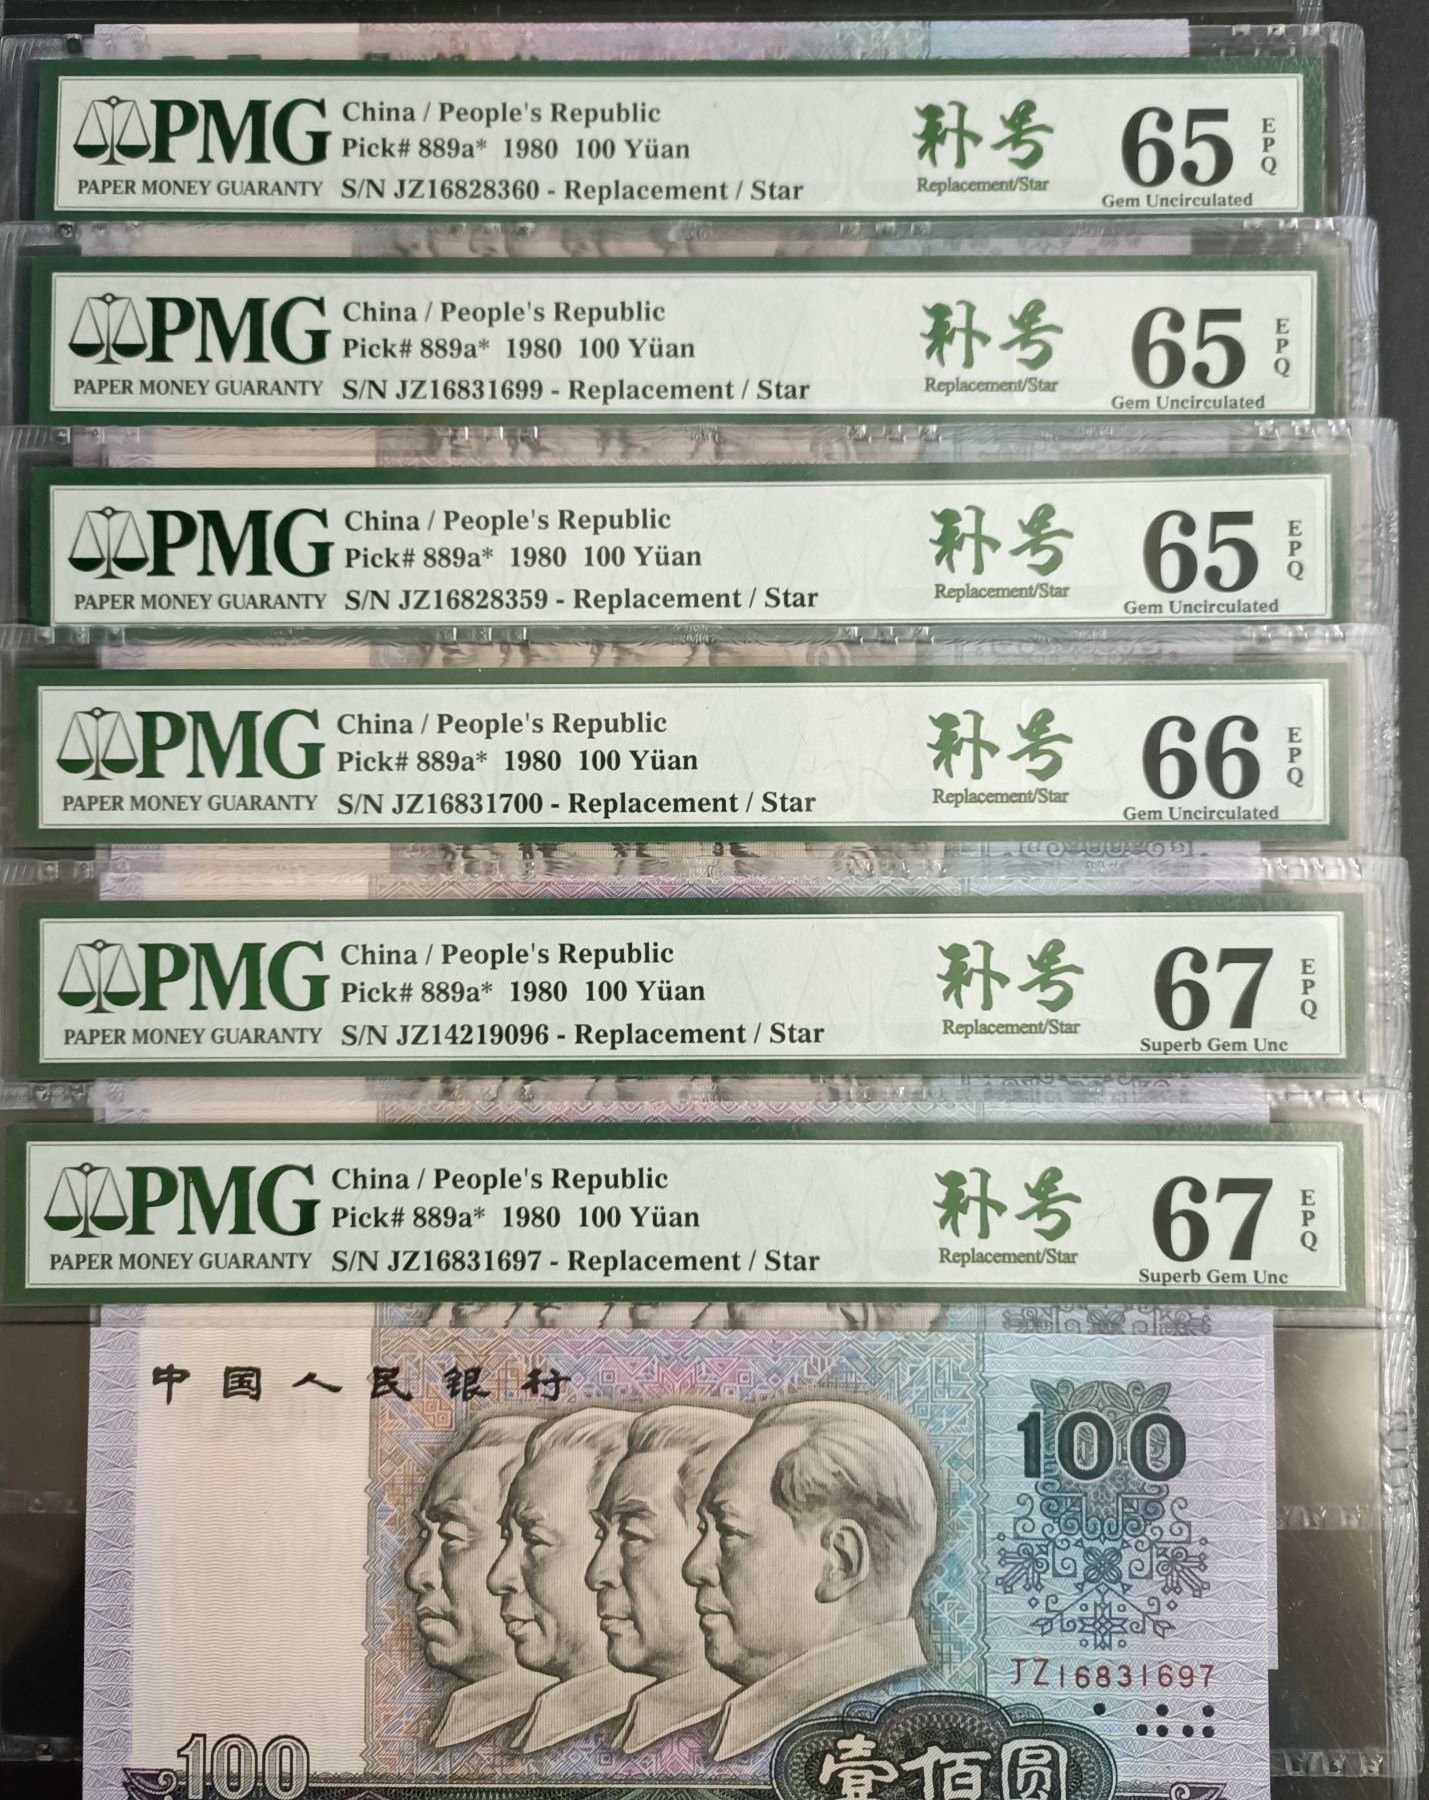 PMG
PAPER MONEY GUARANTY
China / People's Republic
Pick# 889a* 1980 100 Yüan
S/N JZ16828360 - Replacement / Star
补号
Replacement/Star
65
EPQ
Gem Uncirculated
PMG
PAPER MONEY GUARANTY
China / People's Republic
Pick# 889a* 1980 100 Yüan
S/N JZ16831699 - Replacement / Star
补号
Replacement/Star
65
EPQ
Gem Uncirculated
PMG
PAPER MONEY GUARANTY
China / People's Republic
Pick# 889a* 1980 100 Yüan
S/N JZ16828359 - Replacement / Star
补号
Replacement/Star
65
EPQ
Gem Uncirculated
PMG
PAPER MONEY GUARANTY
China / People's Republic
Pick# 889a* 1980 100 Yüan
S/N JZ16831700 - Replacement / Star
补号
Replacement/Star
66
EPQ
Gem Uncirculated
PMG
PAPER MONEY GUARANTY
China / People's Republic
Pick# 889a* 1980 100 Yüan
S/N JZ14219096 - Replacement / Star
补号
Replacement/Star
67
EPQ
Superb Gem Unc
PMG
PAPER MONEY GUARANTY
China / People's Republic
Pick# 889a* 1980 100 Yüan
S/N JZ16831697 - Replacement / Star
补号
Replacement/Star
67
EPQ
Superb Gem Unc
中国人民银行
100
JZ16831697
100
壹佰圆